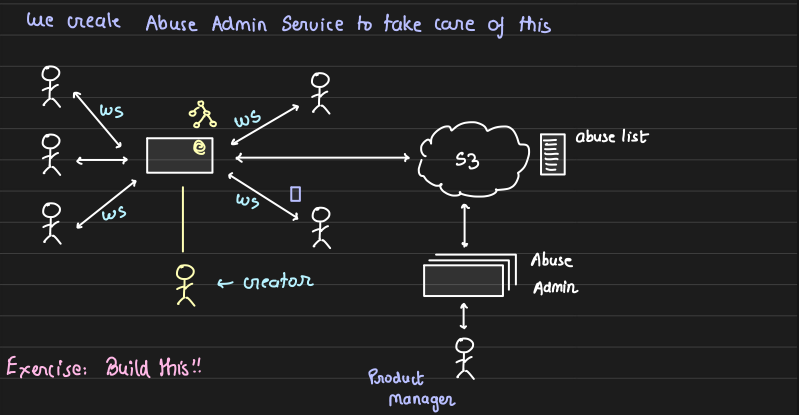 We create Abuse Admin Service to take care of this
ws
ws
e
ws
ws
S3
abuse list
← creator
Abuse
Admin
Exercise: Build this!!
Product
Manager